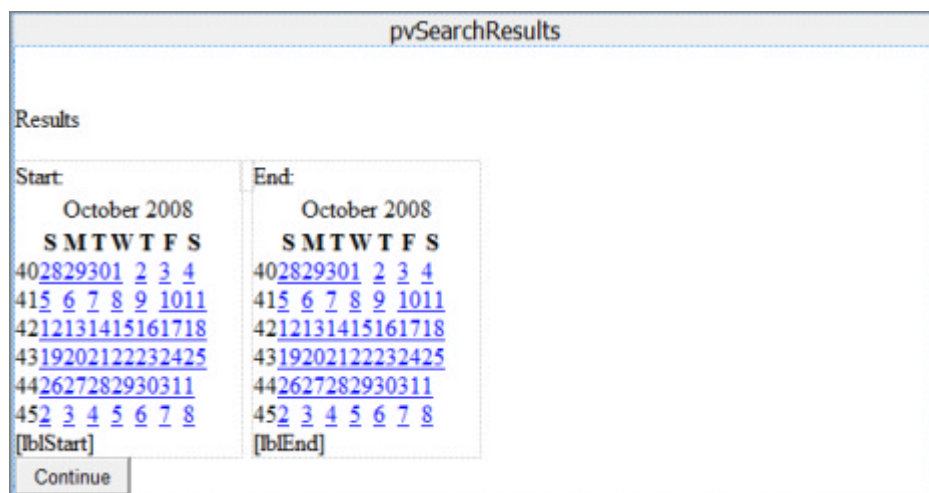 pvSearchResults
Results
Start: End:
October 2008 October 2008
S M T W T F S S M T W T F S
40 28 29 30 1 2 3 4 40 28 29 30 1 2 3 4
41 5 6 7 8 9 10 11 41 5 6 7 8 9 10 11
42 12 13 14 15 16 17 18 42 12 13 14 15 16 17 18
43 19 20 21 22 23 24 25 43 19 20 21 22 23 24 25
44 26 27 28 29 30 31 1 44 26 27 28 29 30 31 1
45 2 3 4 5 6 7 8 45 2 3 4 5 6 7 8
[lblStart] [lblEnd]
Continue